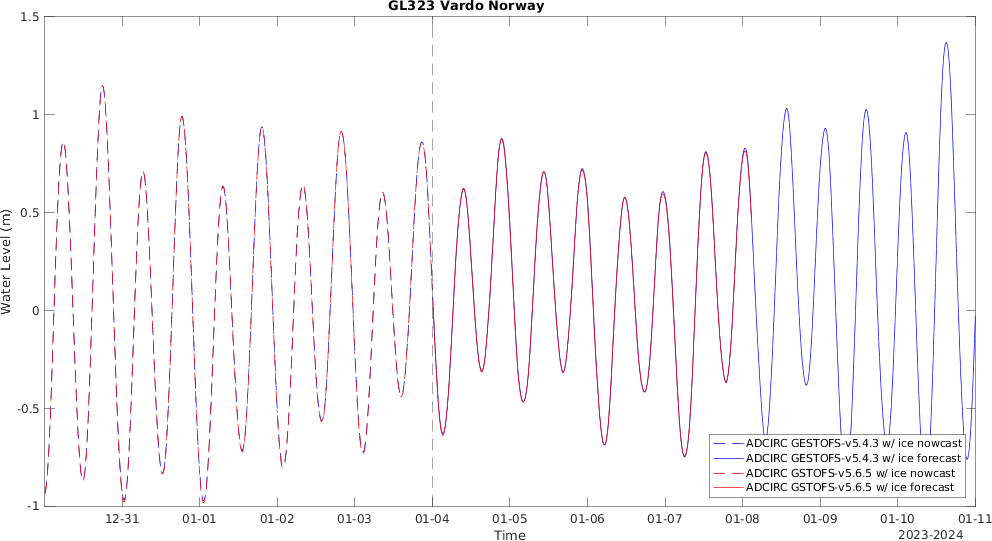 GL323 Vardo Norway
1.5
1
0.5
0
-0.5
-1
Water Level (m)
ADCIRC GESTOFS-v5.4.3 w/ ice nowcast
ADCIRC GESTOFS-v5.4.3 w/ ice forecast
ADCIRC GSTOFS-v5.6.5 w/ ice nowcast
ADCIRC GSTOFS-v5.6.5 w/ ice forecast
12-31 01-01 01-02 01-03 01-04 01-05 01-06 01-07 01-08 01-09 01-10 01-11
Time
2023-2024